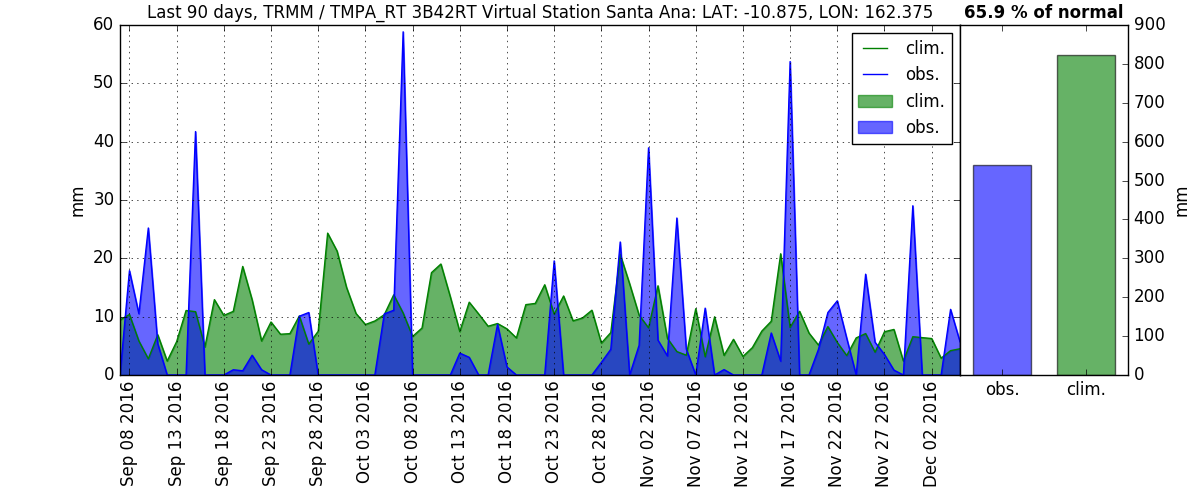 Last 90 days, TRMM / TMPA_RT 3B42RT Virtual Station Santa Ana: LAT: -10.875, LON: 162.375
65.9 % of normal
60
50
40
30
20
10
0
mm
clim.
obs.
clim.
obs.
900
800
700
600
500
400
300
200
100
0
mm
Sep 08 2016
Sep 13 2016
Sep 18 2016
Sep 23 2016
Sep 28 2016
Oct 03 2016
Oct 08 2016
Oct 13 2016
Oct 18 2016
Oct 23 2016
Oct 28 2016
Nov 02 2016
Nov 07 2016
Nov 12 2016
Nov 17 2016
Nov 22 2016
Nov 27 2016
Dec 02 2016
obs.
clim.